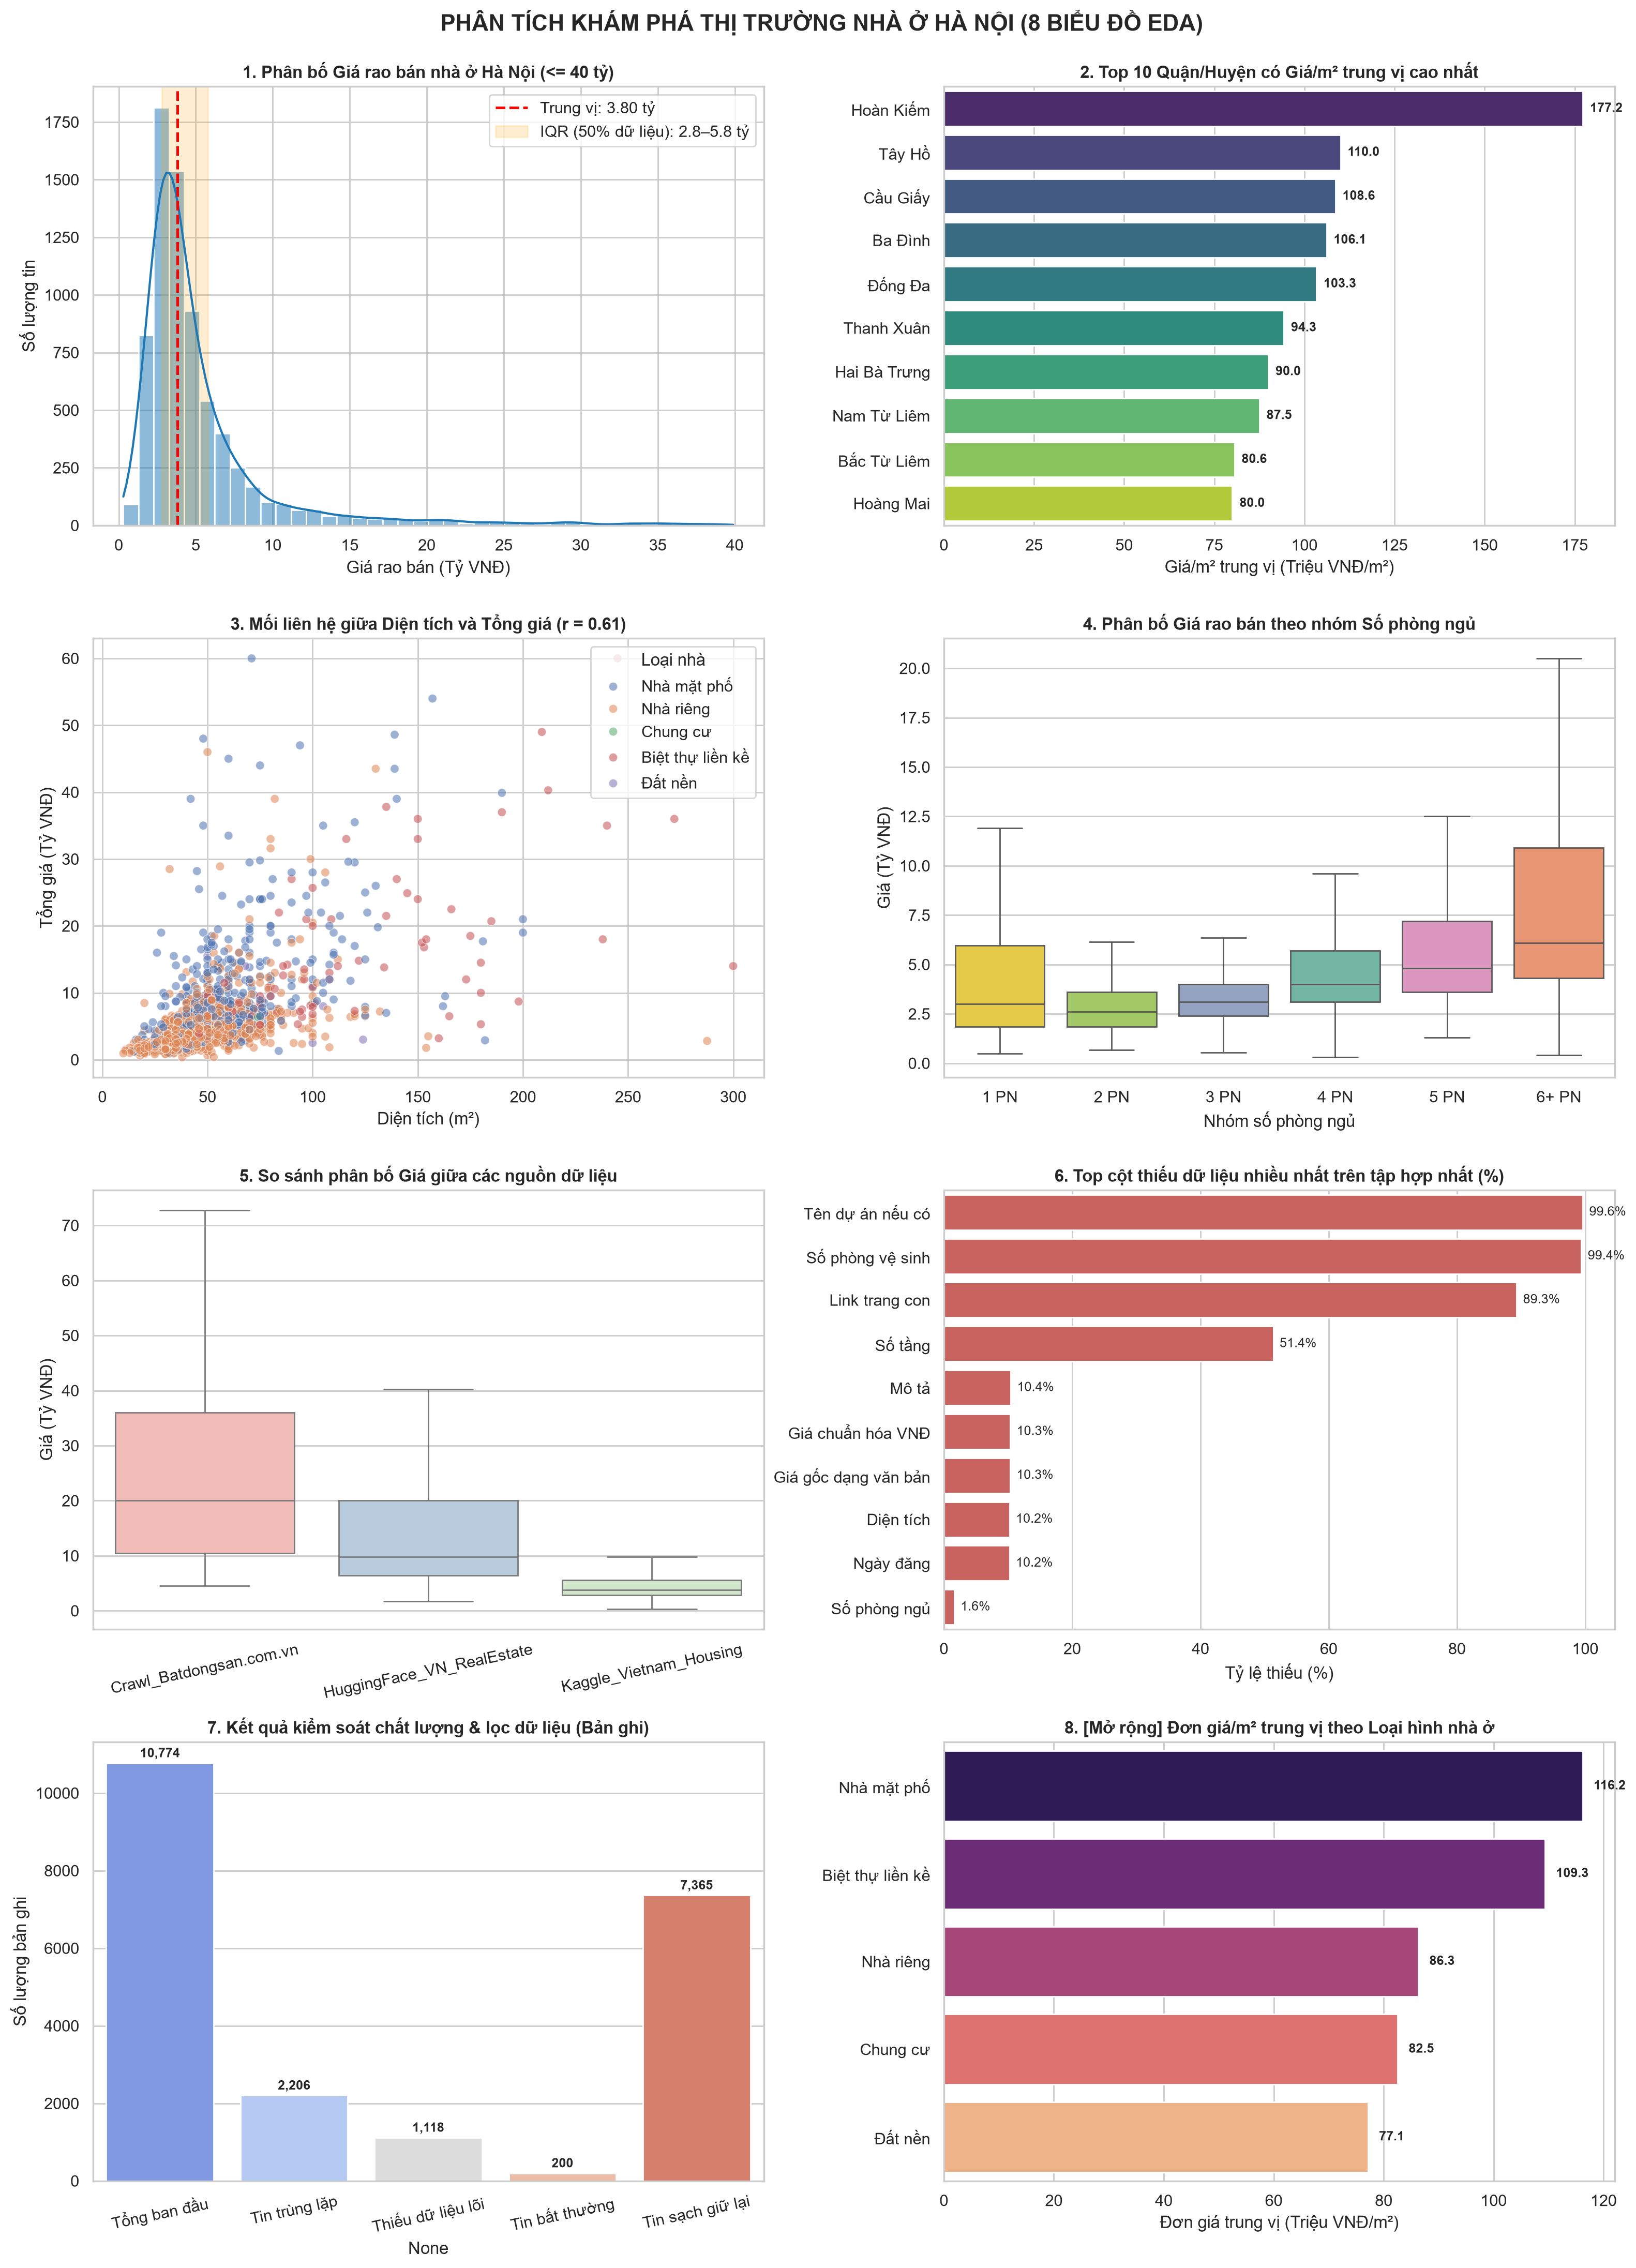 PHÂN TÍCH KHÁM PHÁ THỊ TRƯỜNG NHÀ Ở HÀ NỘI (8 BIỂU ĐỒ EDA)
1. Phân bố Giá rao bán nhà ở Hà Nội (<= 40 tỷ)
Trung vị: 3.80 tỷ
IQR (50% dữ liệu): 2.8–5.8 tỷ
Số lượng tin
1750
1500
1250
1000
750
500
250
0
0 5 10 15 20 25 30 35 40
Giá rao bán (Tỷ VNĐ)
2. Top 10 Quận/Huyện có Giá/m² trung vị cao nhất
Hoàn Kiếm 177.2
Tây Hồ 110.0
Cầu Giấy 108.6
Ba Đình 106.1
Đống Đa 103.3
Thanh Xuân 94.3
Hai Bà Trưng 90.0
Nam Từ Liêm 87.5
Bắc Từ Liêm 80.6
Hoàng Mai 80.0
0 25 50 75 100 125 150 175
Giá/m² trung vị (Triệu VNĐ/m²)
3. Mối liên hệ giữa Diện tích và Tổng giá (r = 0.61)
Loại nhà
Nhà mặt phố
Nhà riêng
Chung cư
Biệt thự liền kề
Đất nền
Tổng giá (Tỷ VNĐ)
60
50
40
30
20
10
0
0 50 100 150 200 250 300
Diện tích (m²)
4. Phân bố Giá rao bán theo nhóm Số phòng ngủ
Giá (Tỷ VNĐ)
20.0
17.5
15.0
12.5
10.0
7.5
5.0
2.5
0.0
1 PN 2 PN 3 PN 4 PN 5 PN 6+ PN
Nhóm số phòng ngủ
5. So sánh phân bố Giá giữa các nguồn dữ liệu
Giá (Tỷ VNĐ)
70
60
50
40
30
20
10
0
Crawl_Batdongsan.com.vn HuggingFace_VN_RealEstate Kaggle_Vietnam_Housing
6. Top cột thiếu dữ liệu nhiều nhất trên tập hợp nhất (%)
Tên dự án nếu có 99.6%
Số phòng vệ sinh 99.4%
Link trang con 89.3%
Số tầng 51.4%
Mô tả 10.4%
Giá chuẩn hóa VNĐ 10.3%
Giá gốc dạng văn bản 10.3%
Diện tích 10.2%
Ngày đăng 10.2%
Số phòng ngủ 1.6%
0 20 40 60 80 100
Tỷ lệ thiếu (%)
7. Kết quả kiểm soát chất lượng & lọc dữ liệu (Bản ghi)
Số lượng bản ghi
10000
8000
6000
4000
2000
0
10,774 2,206 1,118 200 7,365
Tổng ban đầu Tin trùng lặp Thiếu dữ liệu lõi Tin bất thường Tin sạch giữ lại
None
8. [Mở rộng] Đơn giá/m² trung vị theo Loại hình nhà ở
Nhà mặt phố 116.2
Biệt thự liền kề 109.3
Nhà riêng 86.3
Chung cư 82.5
Đất nền 77.1
0 20 40 60 80 100 120
Đơn giá trung vị (Triệu VNĐ/m²)